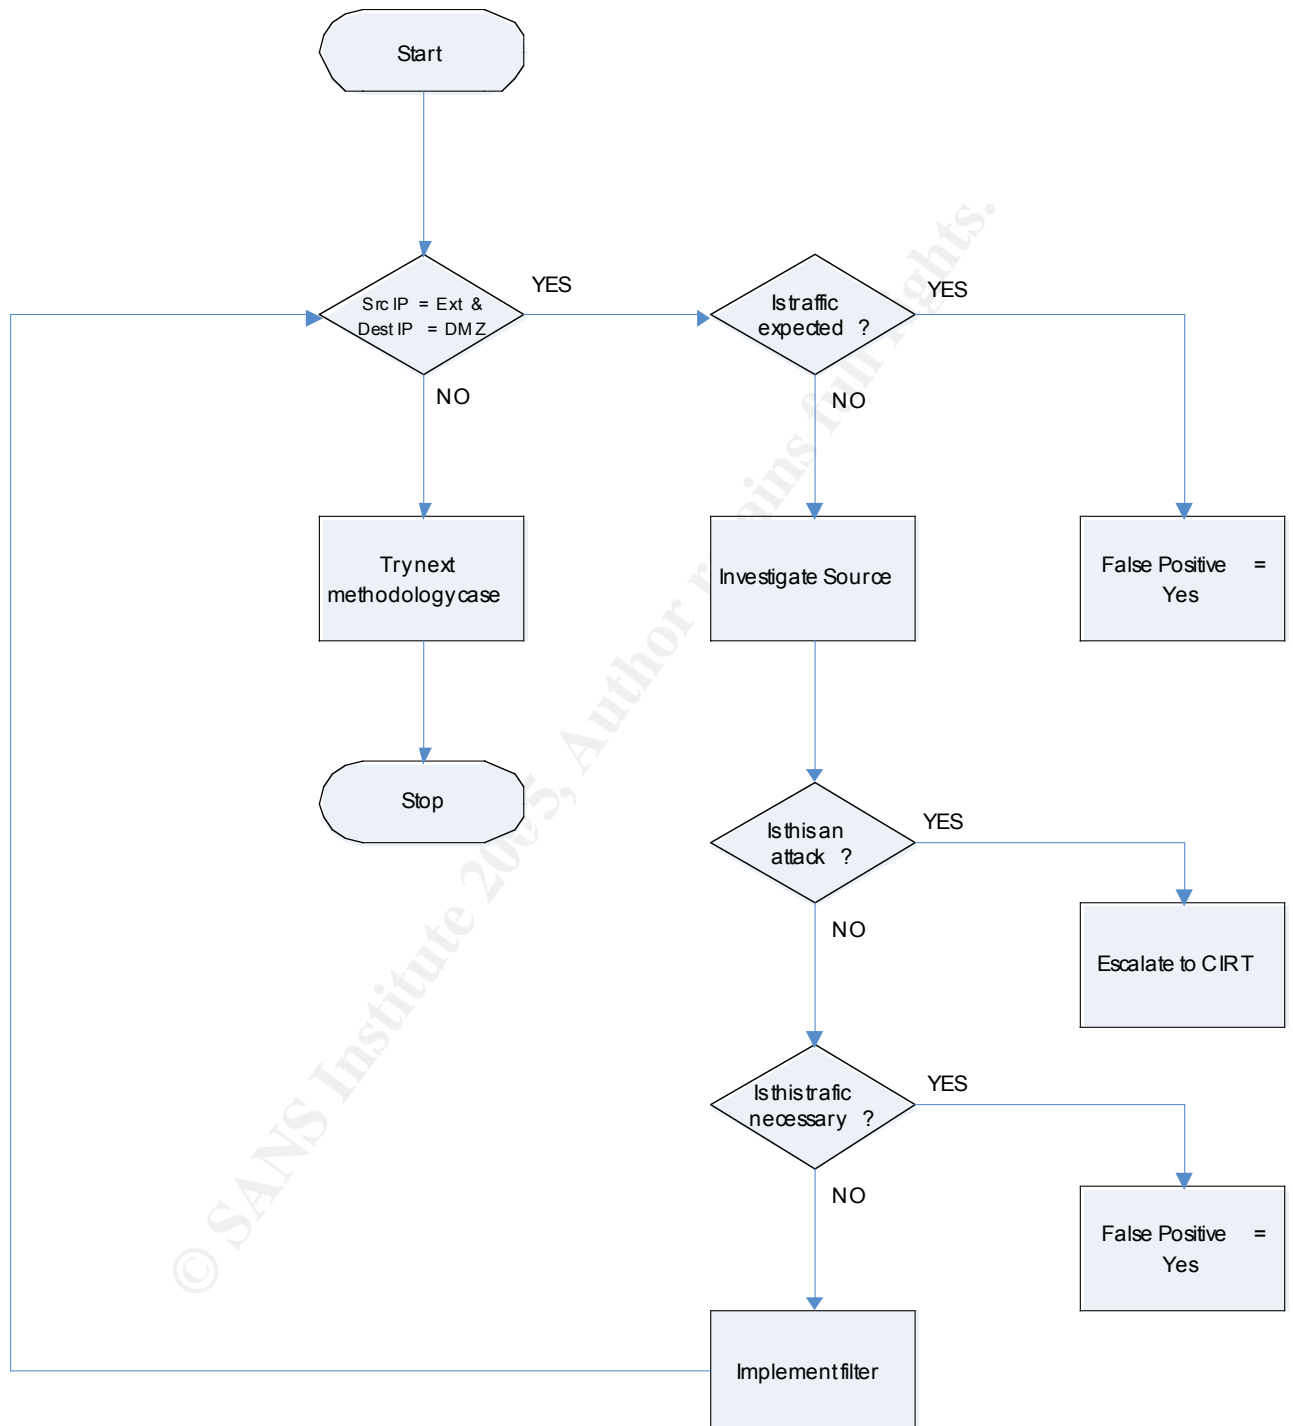 Start
Src IP = Ext &
Dest IP = DMZ
YES
NO
Is traffic
expected ?
YES
NO
Try next
methodology case
Investigate Source
False Positive =
Yes
Stop
Is this an
attack ?
YES
NO
Escalate to CIRT
Is this trafic
necessary ?
YES
NO
False Positive =
Yes
Implement filter
© SANS Institute 2005, Author retains full rights.